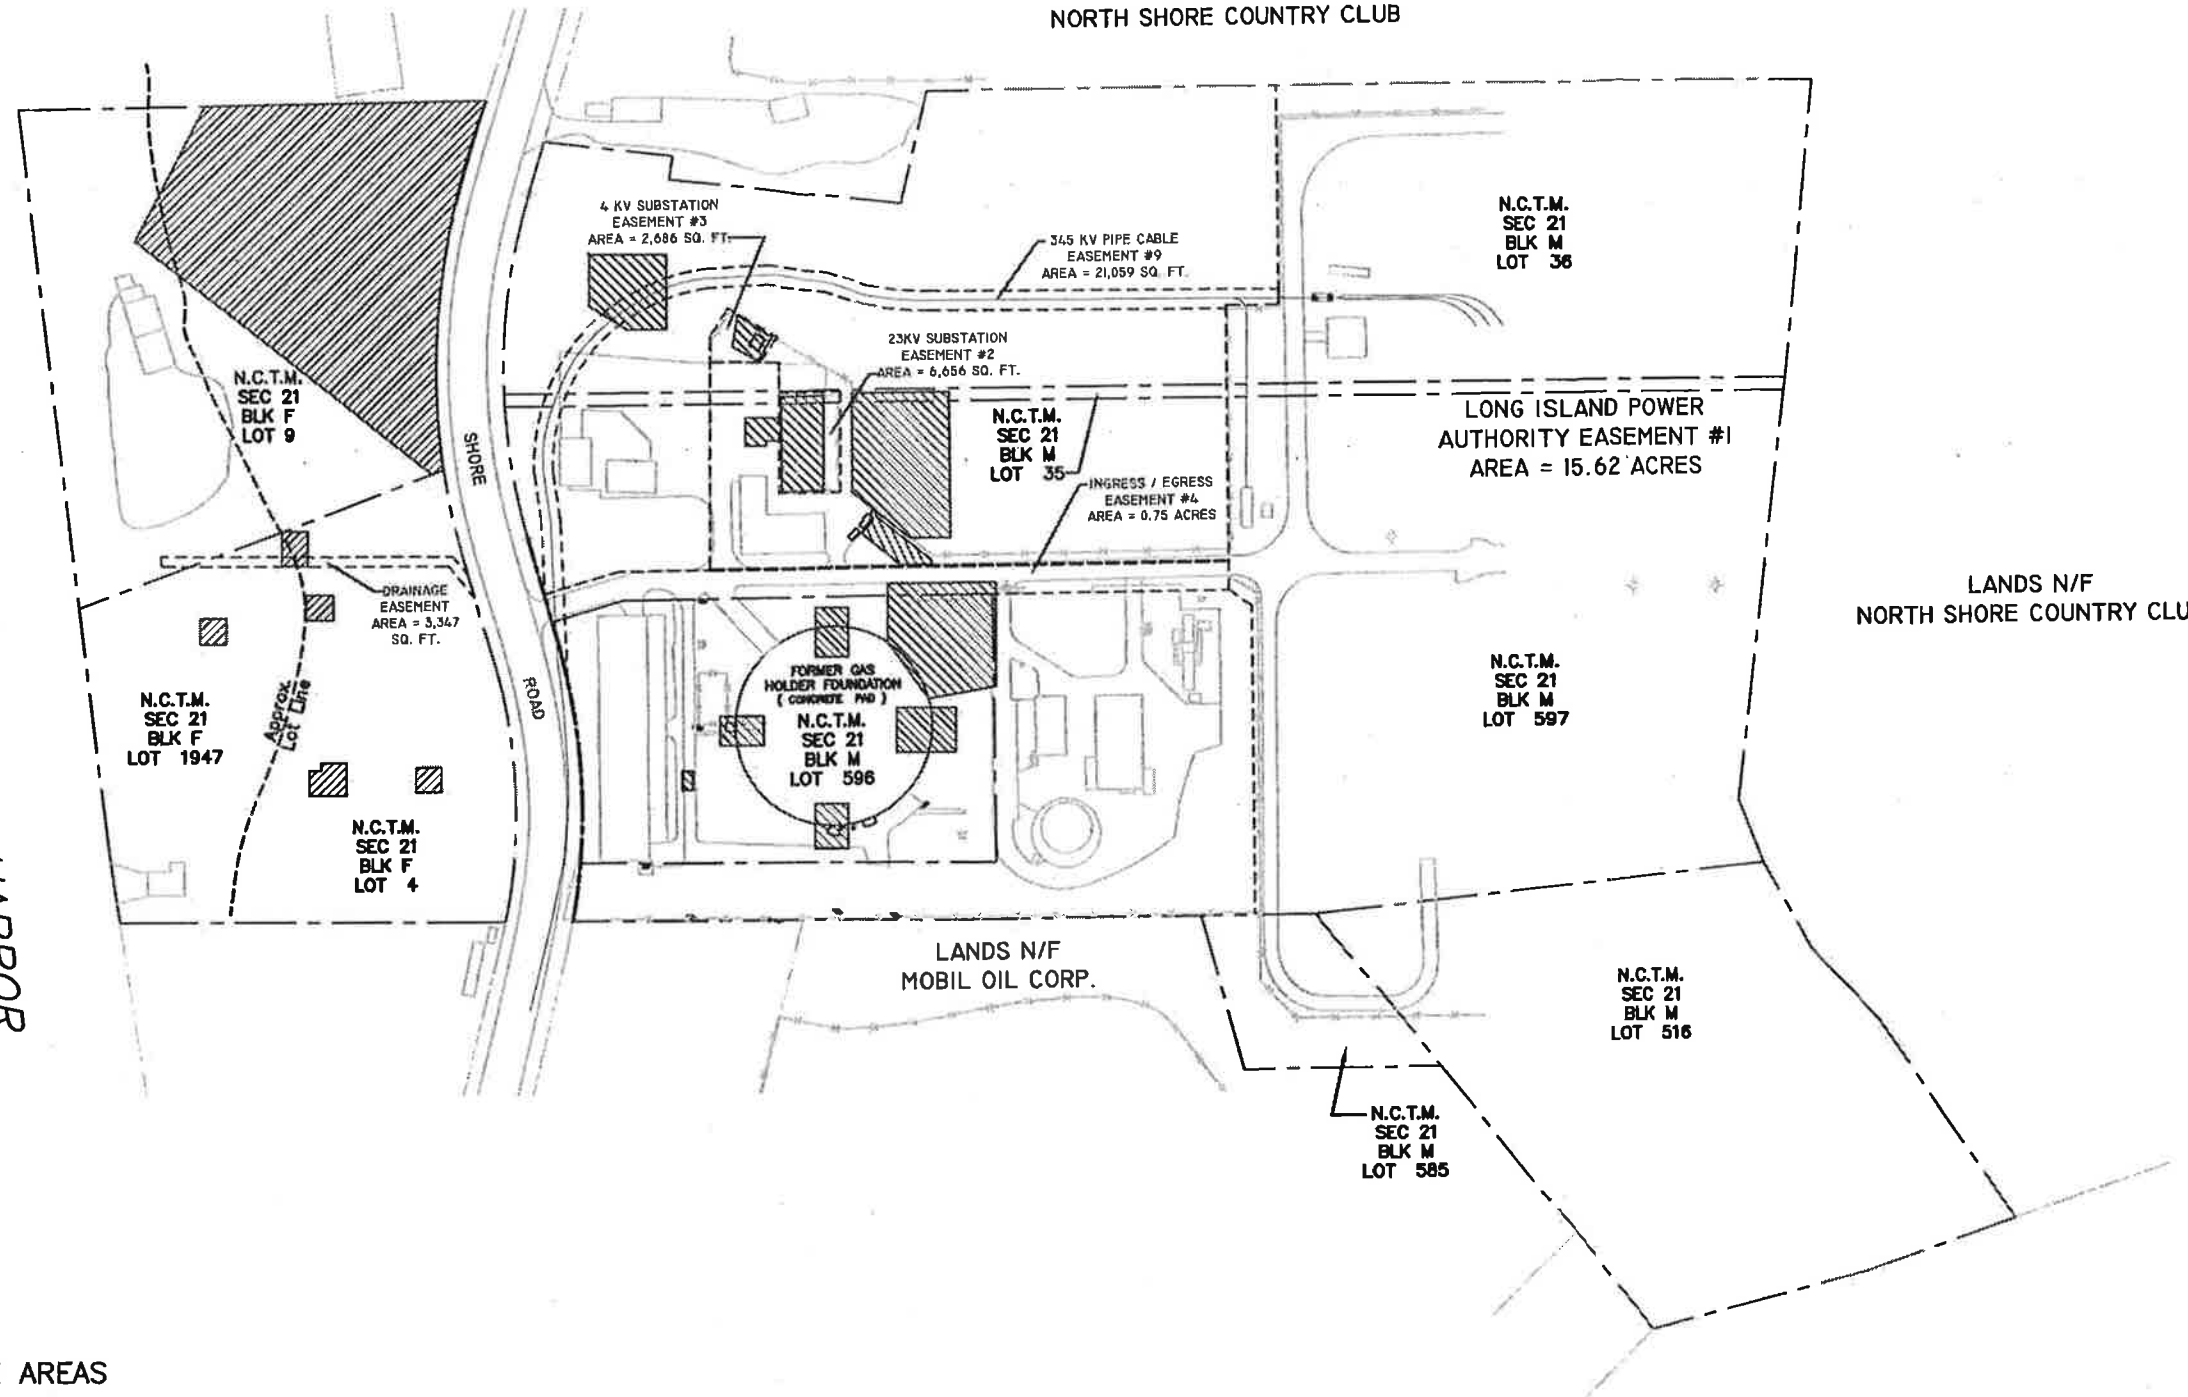 NORTH SHORE COUNTRY CLUB
4 KV SUBSTATION
EASEMENT #3
AREA = 2,686 SQ. FT.
345 KV PIPE CABLE
EASEMENT #9
AREA = 21,059 SQ. FT.
N.C.T.M.
SEC 21
BLK M
LOT 36
23KV SUBSTATION
EASEMENT #2
AREA = 6,656 SQ. FT.
N.C.T.M.
SEC 21
BLK F
LOT 9
SHORE
N.C.T.M.
SEC 21
BLK M
LOT 35
LONG ISLAND POWER
AUTHORITY EASEMENT #1
AREA = 15.62 ACRES
INGRESS / EGRESS
EASEMENT #4
AREA = 0.75 ACRES
DRAINAGE
EASEMENT
AREA = 3,347
SQ. FT.
LANDS N/F
NORTH SHORE COUNTRY CLU
N.C.T.M.
SEC 21
BLK F
LOT 1947
Approx.
Lot Line
ROAD
FORMER GAS
HOLDER FOUNDATION
( CONCRETE PAD )
N.C.T.M.
SEC 21
BLK M
LOT 596
N.C.T.M.
SEC 21
BLK M
LOT 597
N.C.T.M.
SEC 21
BLK F
LOT 4
LANDS N/F
MOBIL OIL CORP.
N.C.T.M.
SEC 21
BLK M
LOT 516
N.C.T.M.
SEC 21
BLK M
LOT 585
AREAS